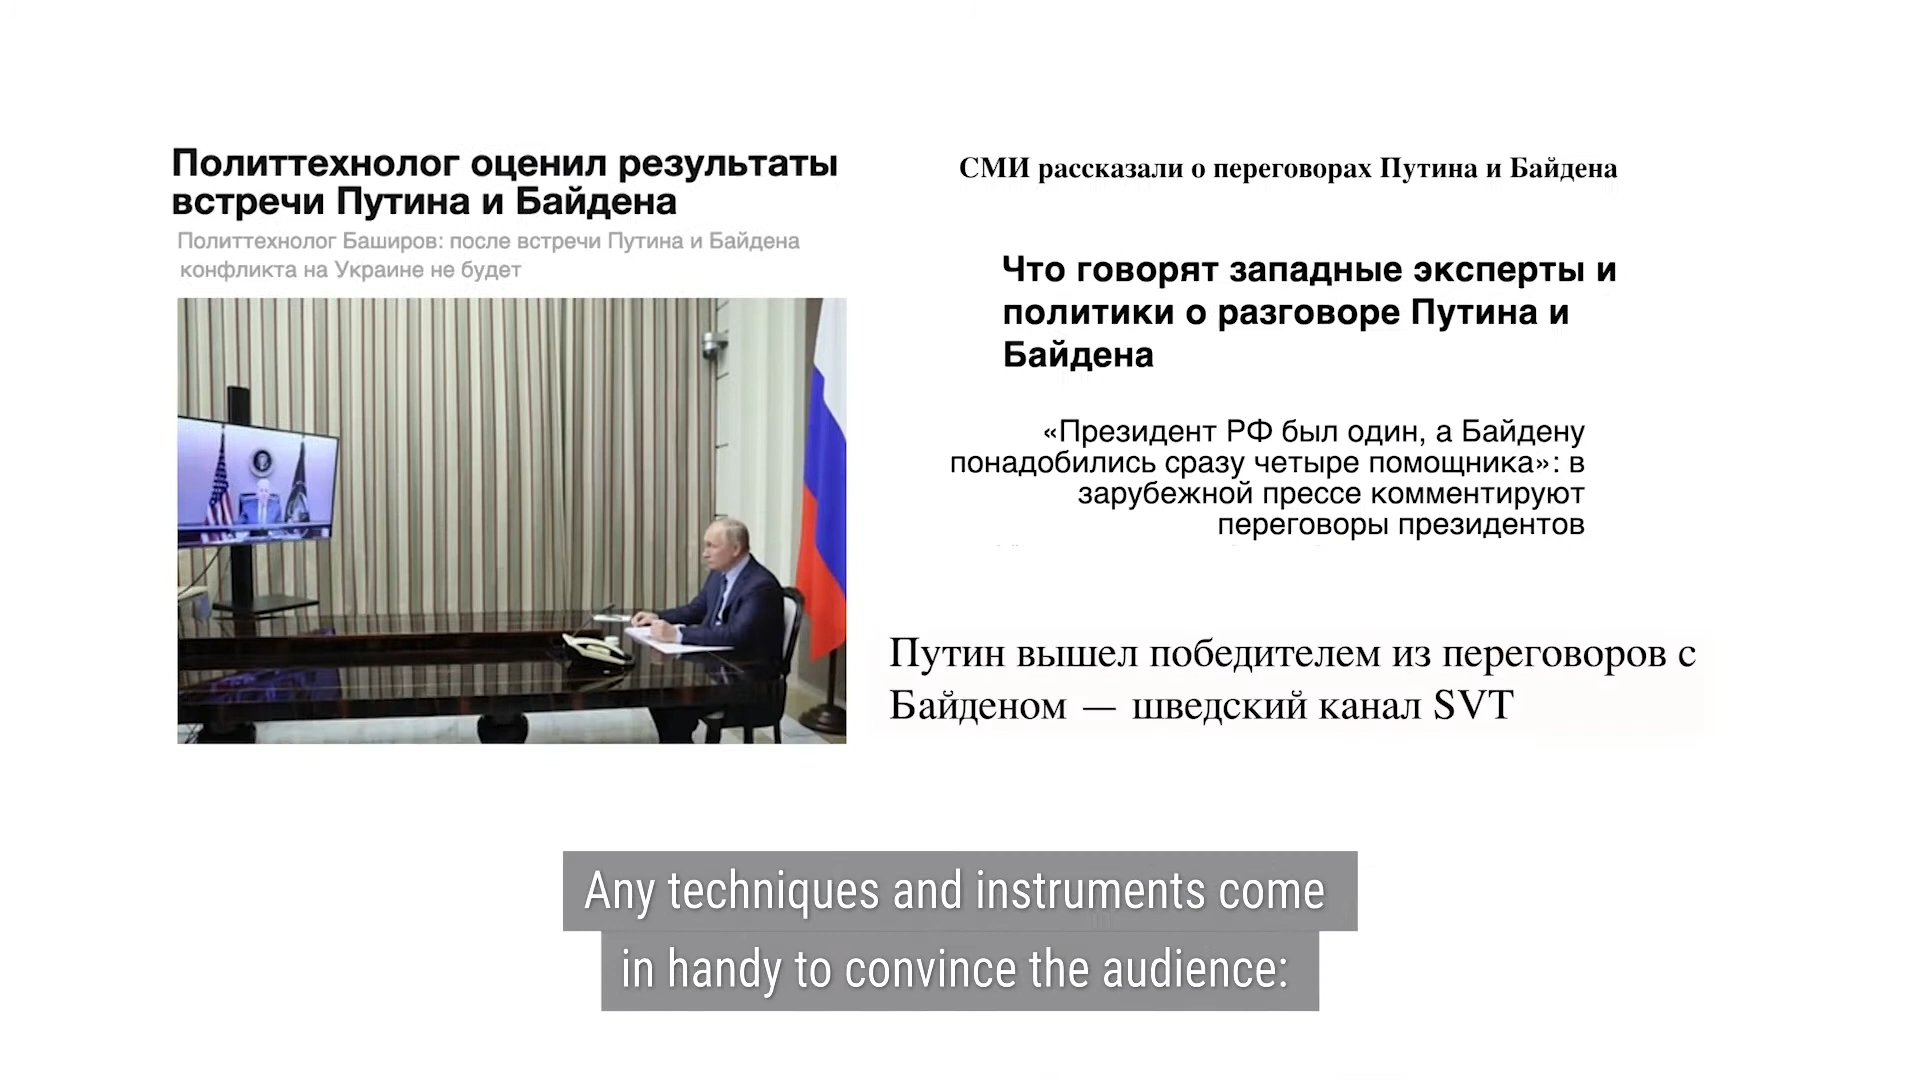 Политтехнолог оценил результаты
встречи Путина и Байдена
Политтехнолог Баширов: после встречи Путина и Байдена
конфликта на Украине не будет
СМИ рассказали о переговорах Путина и Байдена
Что говорят западные эксперты и
политики о разговоре Путина и
Байдена
«Президент РФ был один, а Байдену
понадобились сразу четыре помощника»: в
зарубежной прессе комментируют
переговоры президентов
Путин вышел победителем из переговоров с
Байденом — шведский канал SVT
Any techniques and instruments come
in handy to convince the audience: